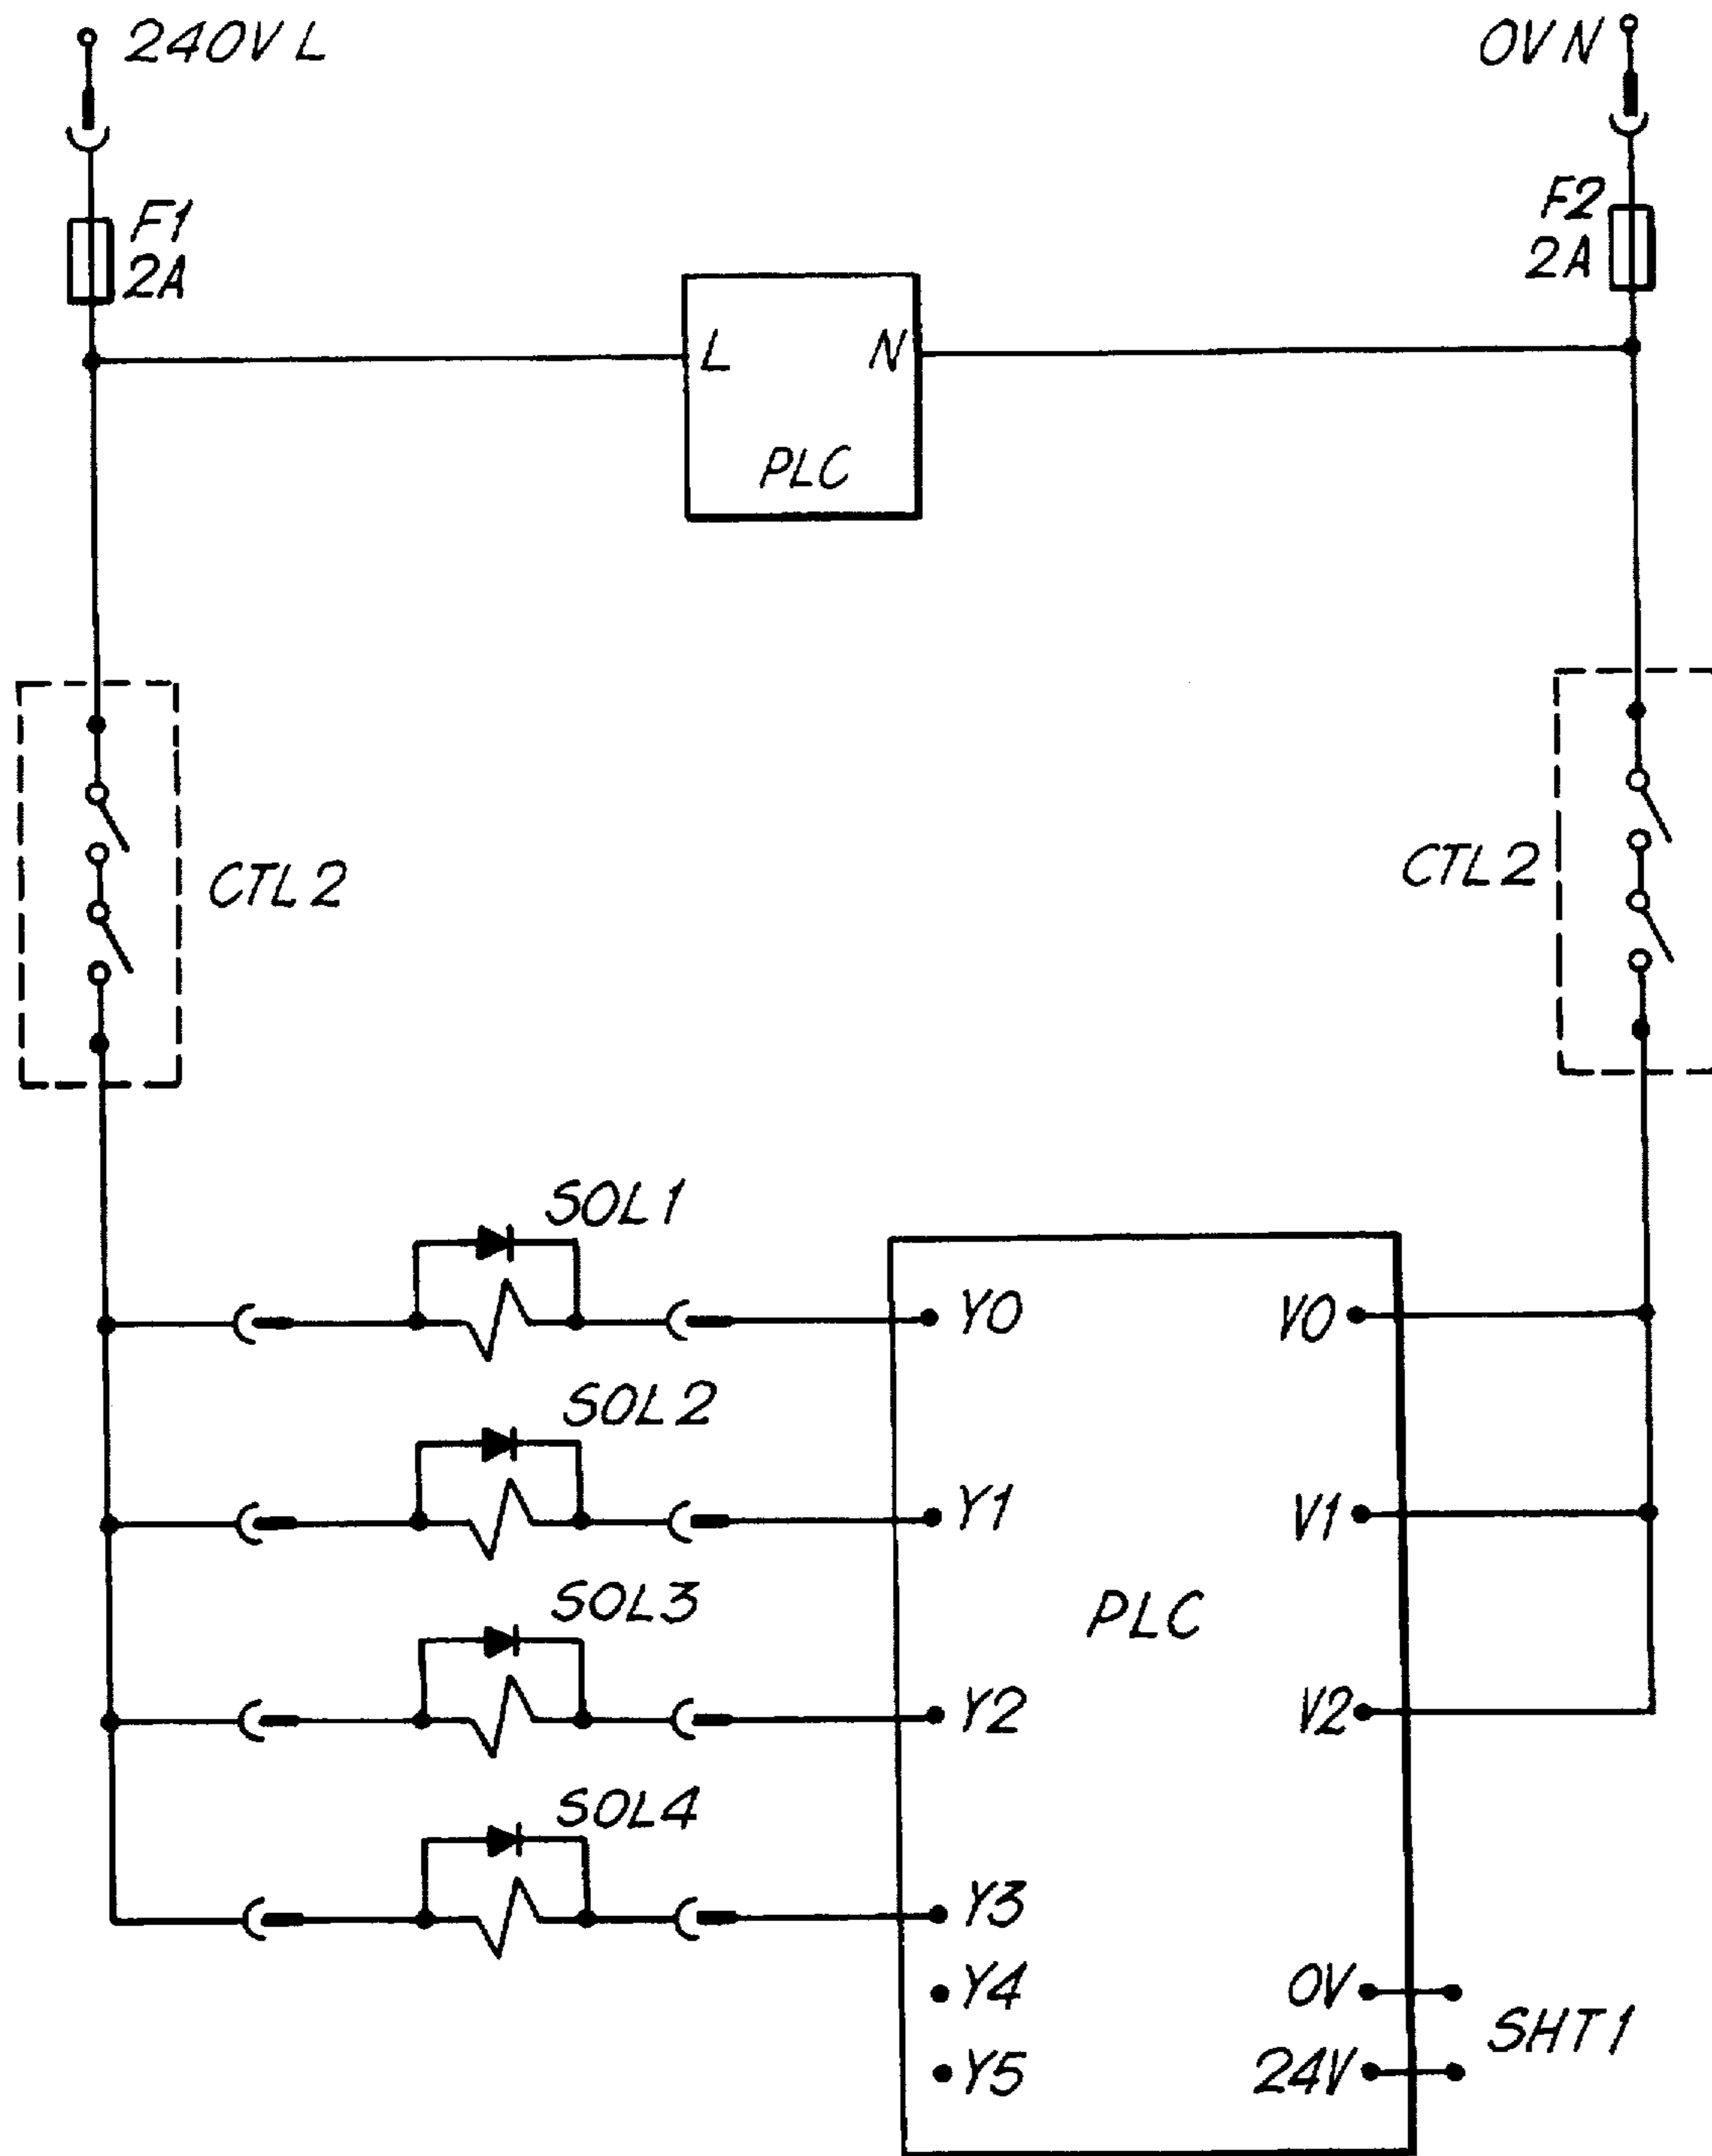 240V L
0V N
F1
2A
F2
2A
L
N
PLC
CTL2
CTL2
SOL1
Y0
V0
SOL2
Y1
V1
SOL3
PLC
Y2
V2
SOL4
Y3
Y4
0V
SHT1
Y5
24V